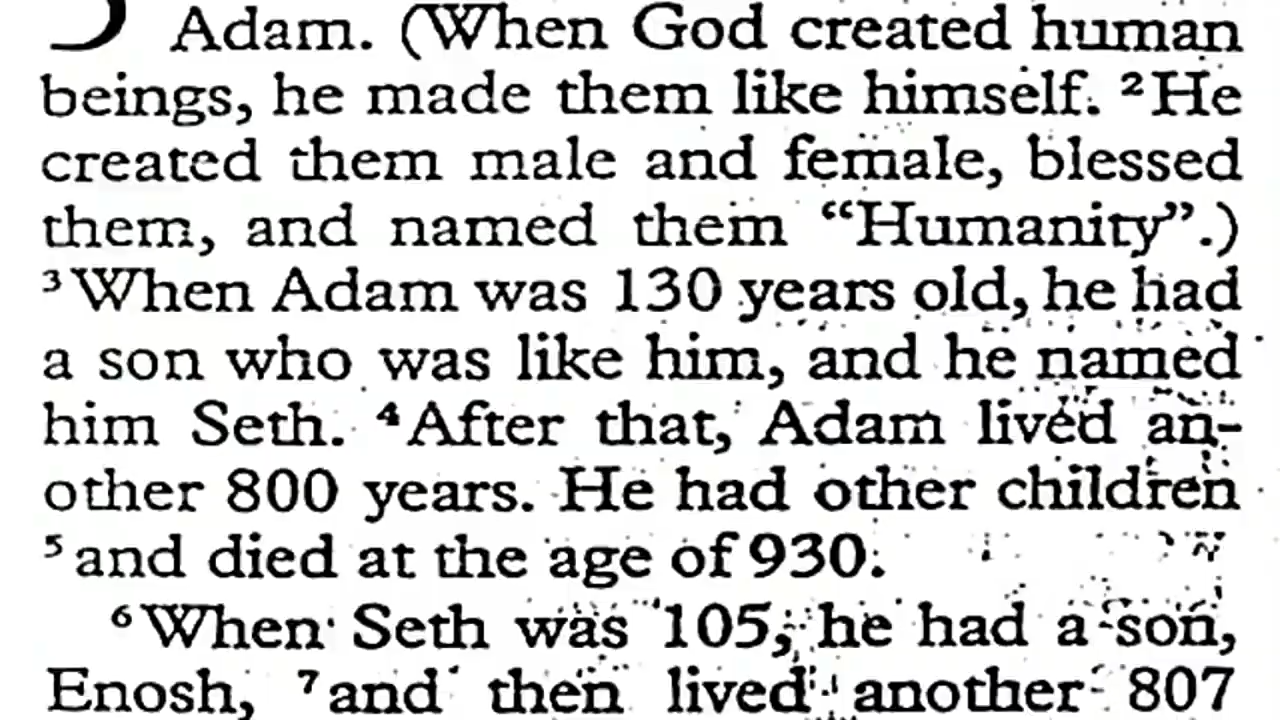 5 Adam. (When God created human
beings, he made them like himself. ²He
created them male and female, blessed
them, and named them “Humanity”.)
³When Adam was 130 years old, he had
a son who was like him, and he named
him Seth. ⁴After that, Adam lived an-
other 800 years. He had other children
⁵and died at the age of 930.
⁶When Seth was 105, he had a son,
Enosh, ⁷and then lived another 807